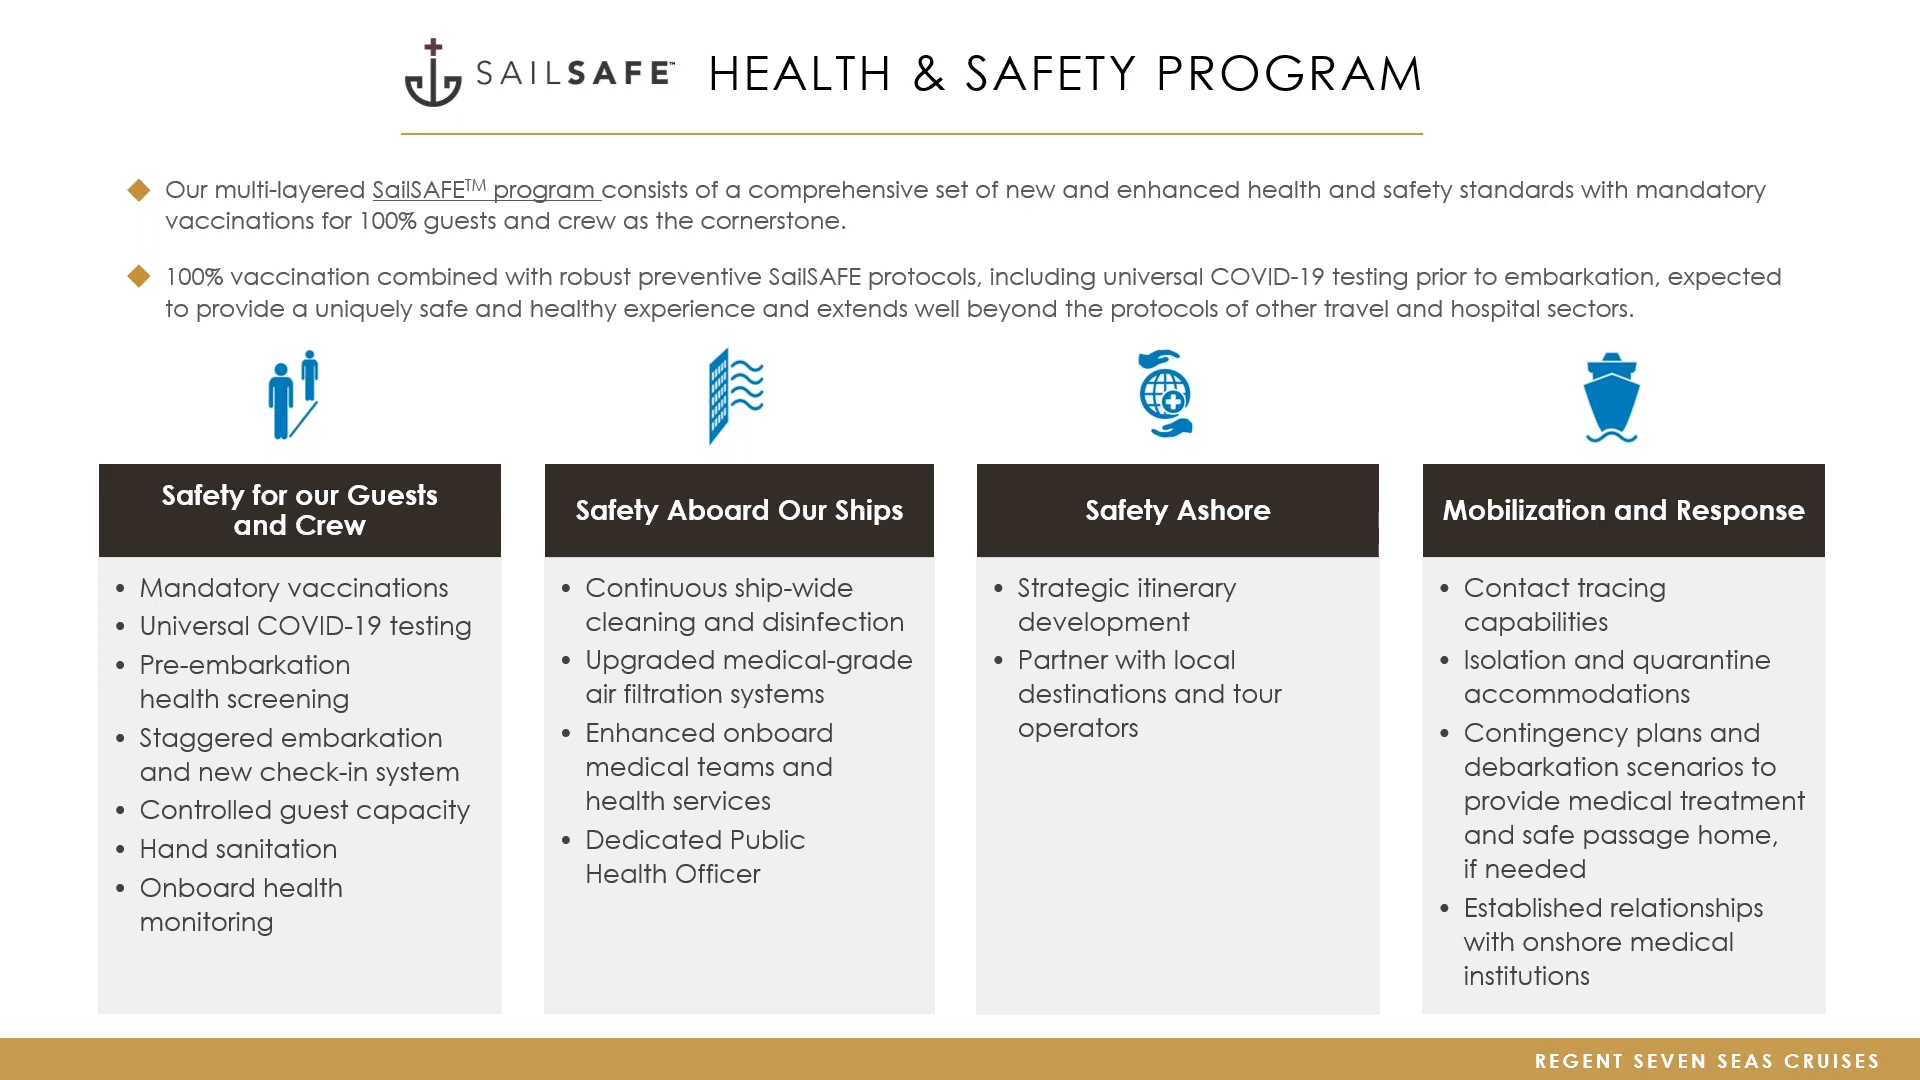 SAILSAFE™ HEALTH & SAFETY PROGRAM
Our multi-layered SailSAFETM program consists of a comprehensive set of new and enhanced health and safety standards with mandatory
vaccinations for 100% guests and crew as the cornerstone.
100% vaccination combined with robust preventive SailSAFE protocols, including universal COVID-19 testing prior to embarkation, expected
to provide a uniquely safe and healthy experience and extends well beyond the protocols of other travel and hospital sectors.
Safety for our Guests
and Crew
• Mandatory vaccinations
• Universal COVID-19 testing
• Pre-embarkation
health screening
• Staggered embarkation
and new check-in system
• Controlled guest capacity
• Hand sanitation
• Onboard health
monitoring
Safety Aboard Our Ships
• Continuous ship-wide
cleaning and disinfection
• Upgraded medical-grade
air filtration systems
• Enhanced onboard
medical teams and
health services
• Dedicated Public
Health Officer
Safety Ashore
• Strategic itinerary
development
• Partner with local
destinations and tour
operators
Mobilization and Response
• Contact tracing
capabilities
• Isolation and quarantine
accommodations
• Contingency plans and
debarkation scenarios to
provide medical treatment
and safe passage home,
if needed
• Established relationships
with onshore medical
institutions
REGENT SEVEN SEAS CRUISES